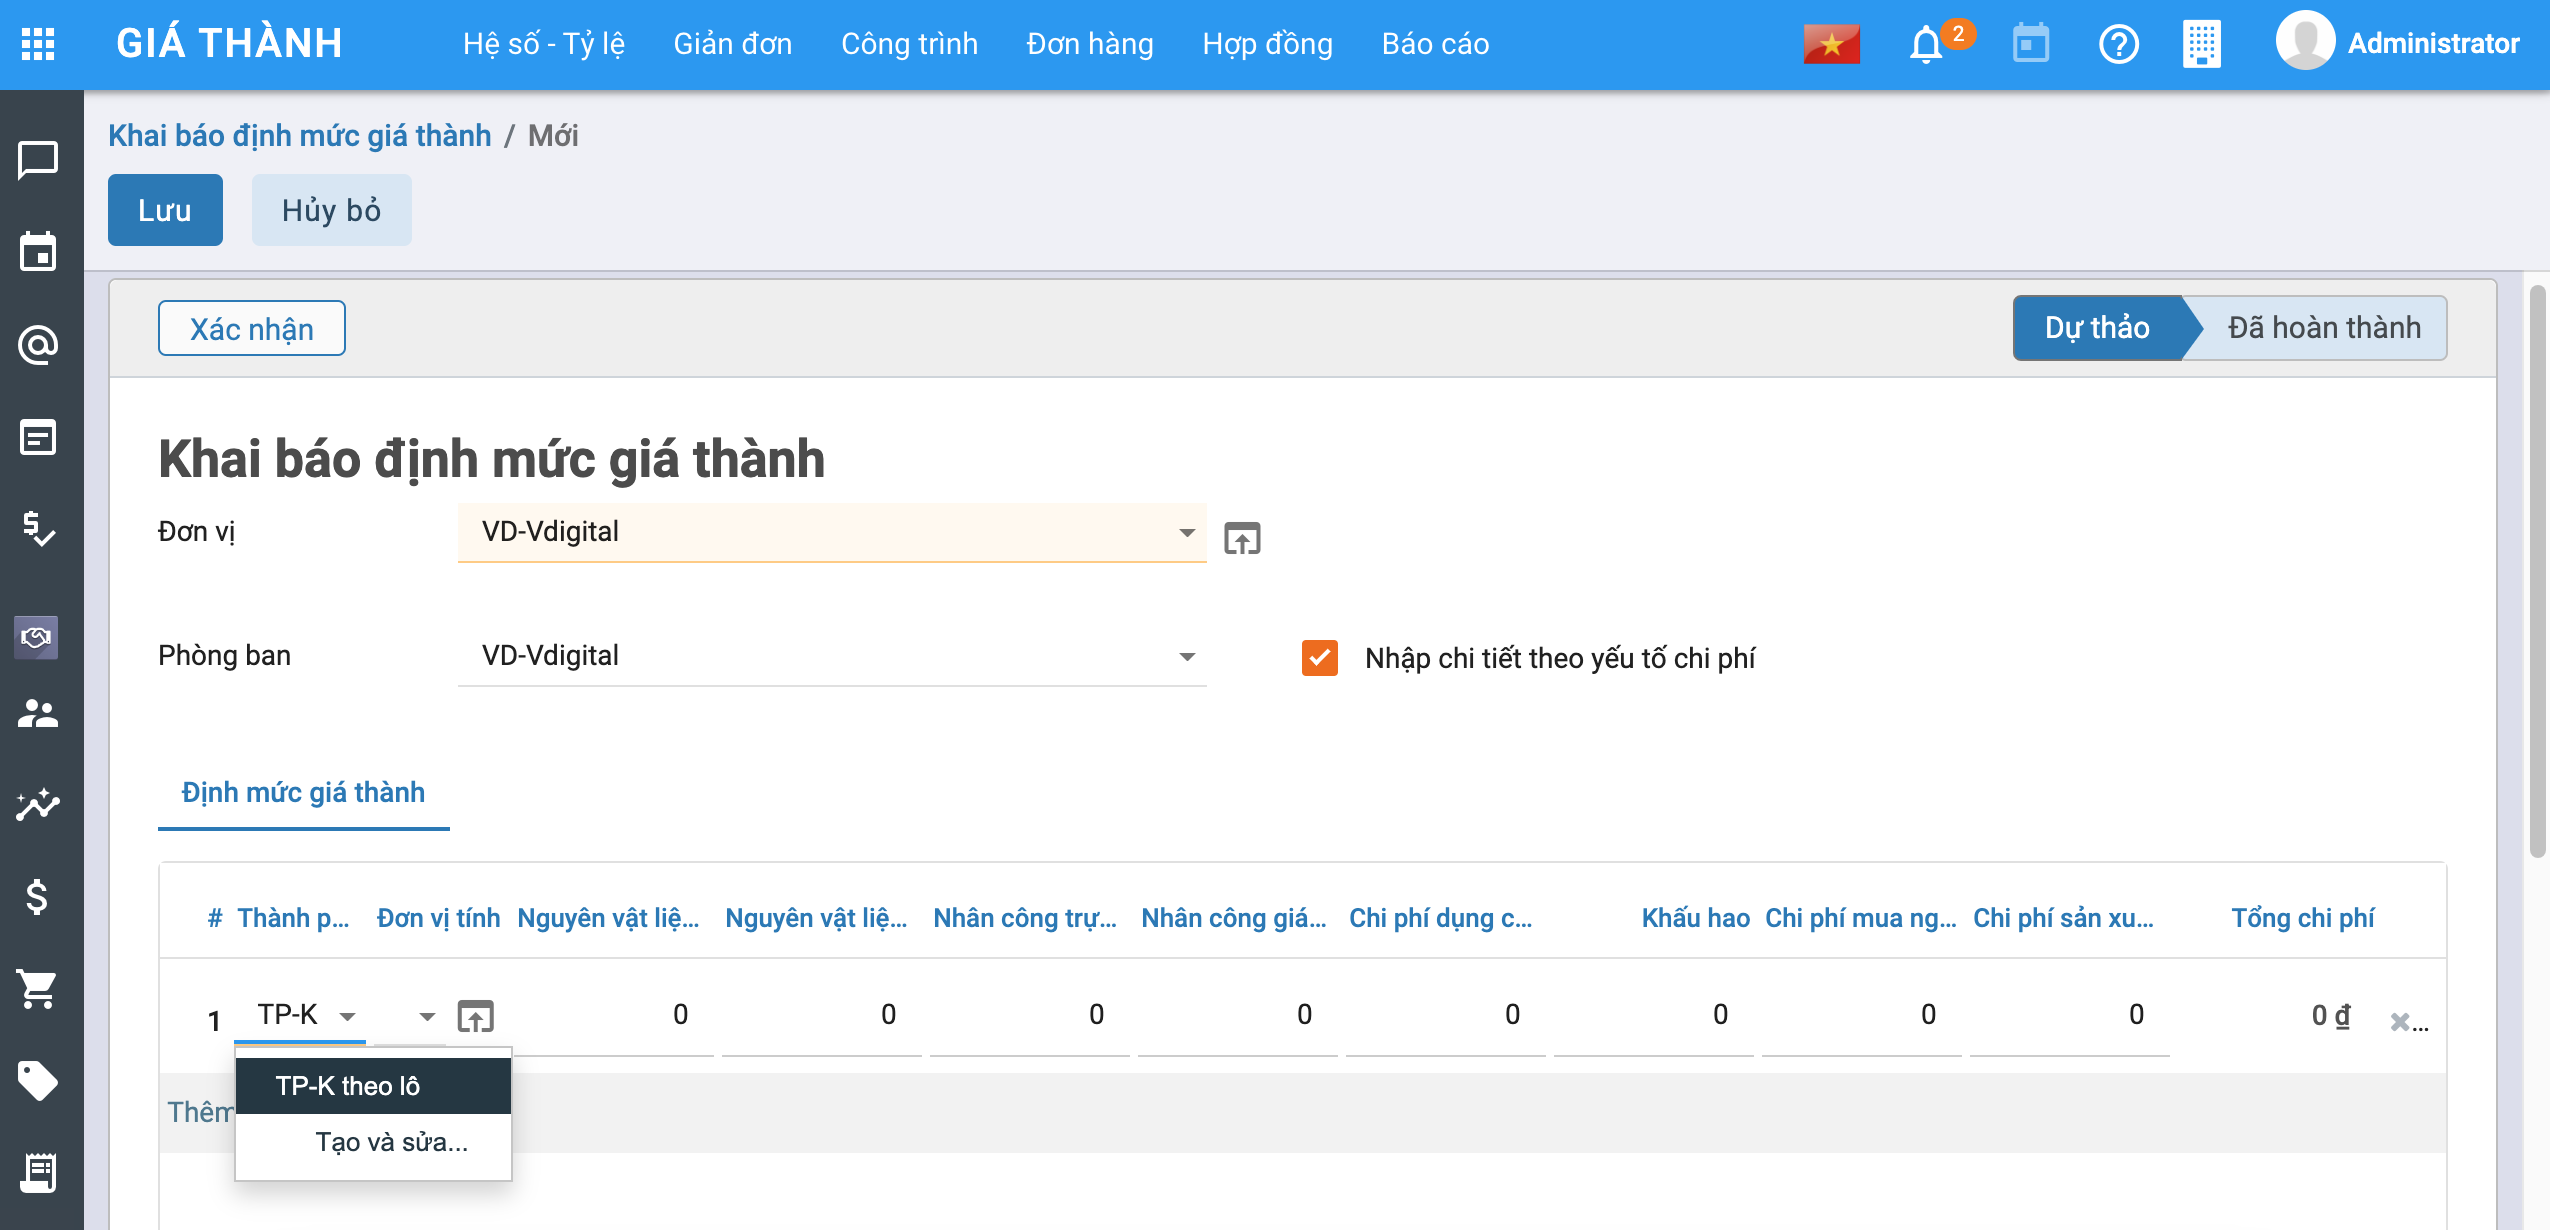 GIÁ THÀNH Hệ số - Tỷ lệ Giản đơn Công trình Đơn hàng Hợp đồng Báo cáo 2 Administrator
Khai báo định mức giá thành / Mới
Lưu Hủy bỏ
Xác nhận Dự thảo Đã hoàn thành
Khai báo định mức giá thành
Đơn vị VD-Vdigital
Phòng ban VD-Vdigital Nhập chi tiết theo yếu tố chi phí
Định mức giá thành
# Thành p... Đơn vị tính Nguyên vật liệ... Nguyên vật liệ... Nhân công trự... Nhân công giá... Chi phí dụng c... Khấu hao Chi phí mua ng... Chi phí sản xu... Tổng chi phí
1 TP-K 0 0 0 0 0 0 0 0 0 ₫ ...
TP-K theo lô
Thêm
Tạo và sửa...